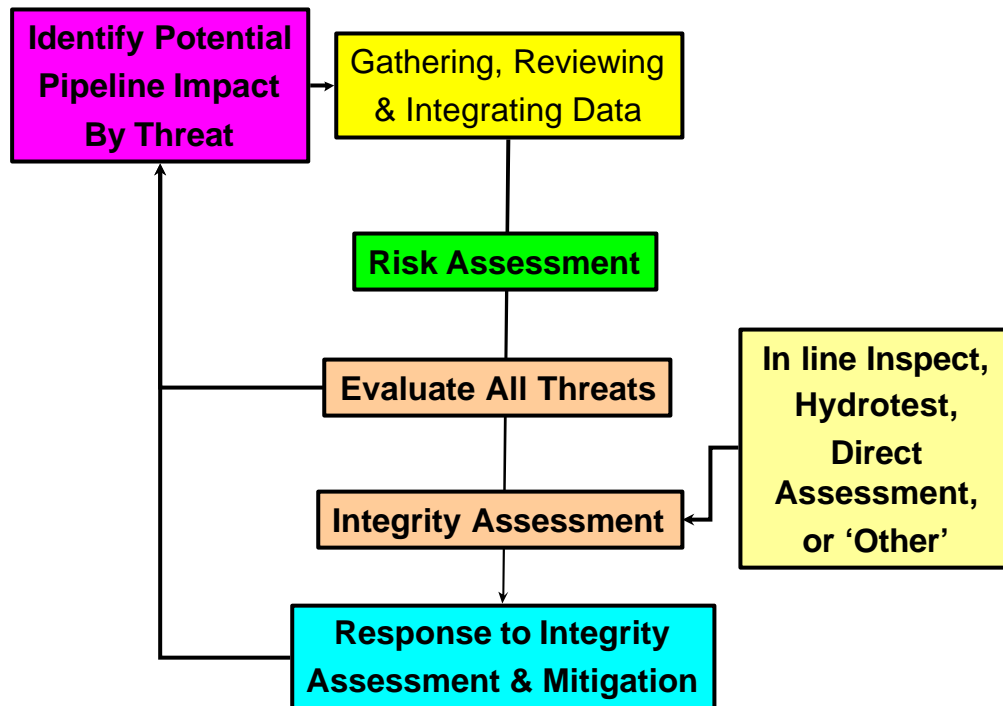 Identify Potential
Pipeline Impact
By Threat
Gathering, Reviewing
& Integrating Data
Risk Assessment
Evaluate All Threats
In line Inspect,
Hydrotest,
Direct
Assessment,
or ‘Other’
Integrity Assessment
Response to Integrity
Assessment & Mitigation